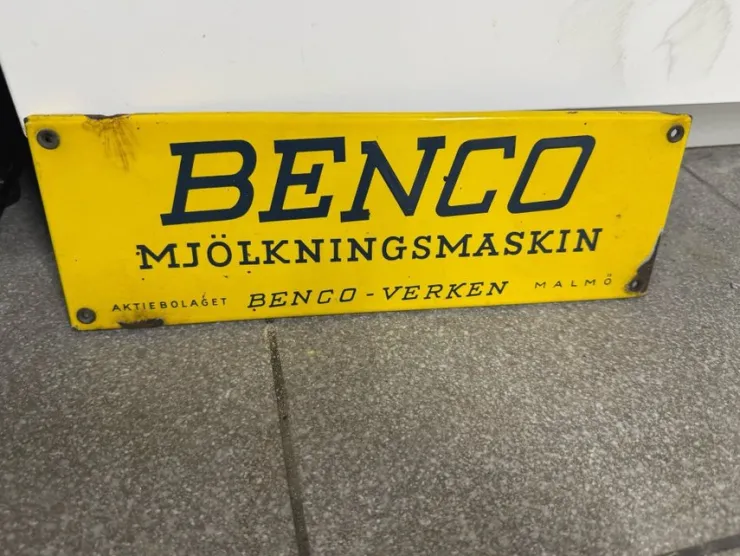 BENCO
MJÖLKNINGSMASKIN
AKTIEBOLAGET BENCO-VERKEN MALMÖ